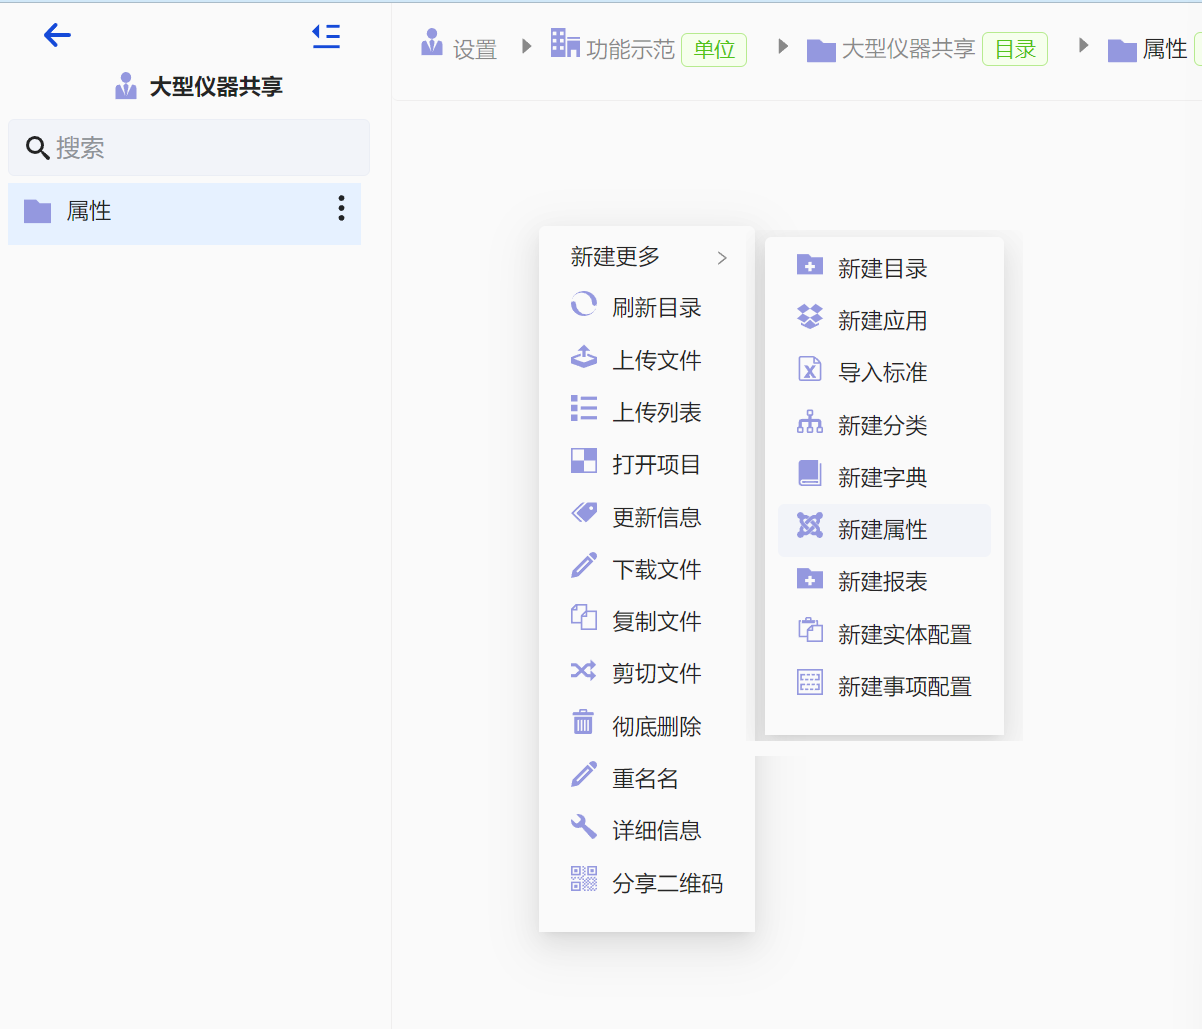 设置 功能示范 单位 大型仪器共享 目录 属性
大型仪器共享
搜索
属性
新建更多
刷新目录
上传文件
上传列表
打开项目
更新信息
下载文件
复制文件
剪切文件
彻底删除
重名名
详细信息
分享二维码
新建目录
新建应用
导入标准
新建分类
新建字典
新建属性
新建报表
新建实体配置
新建事项配置